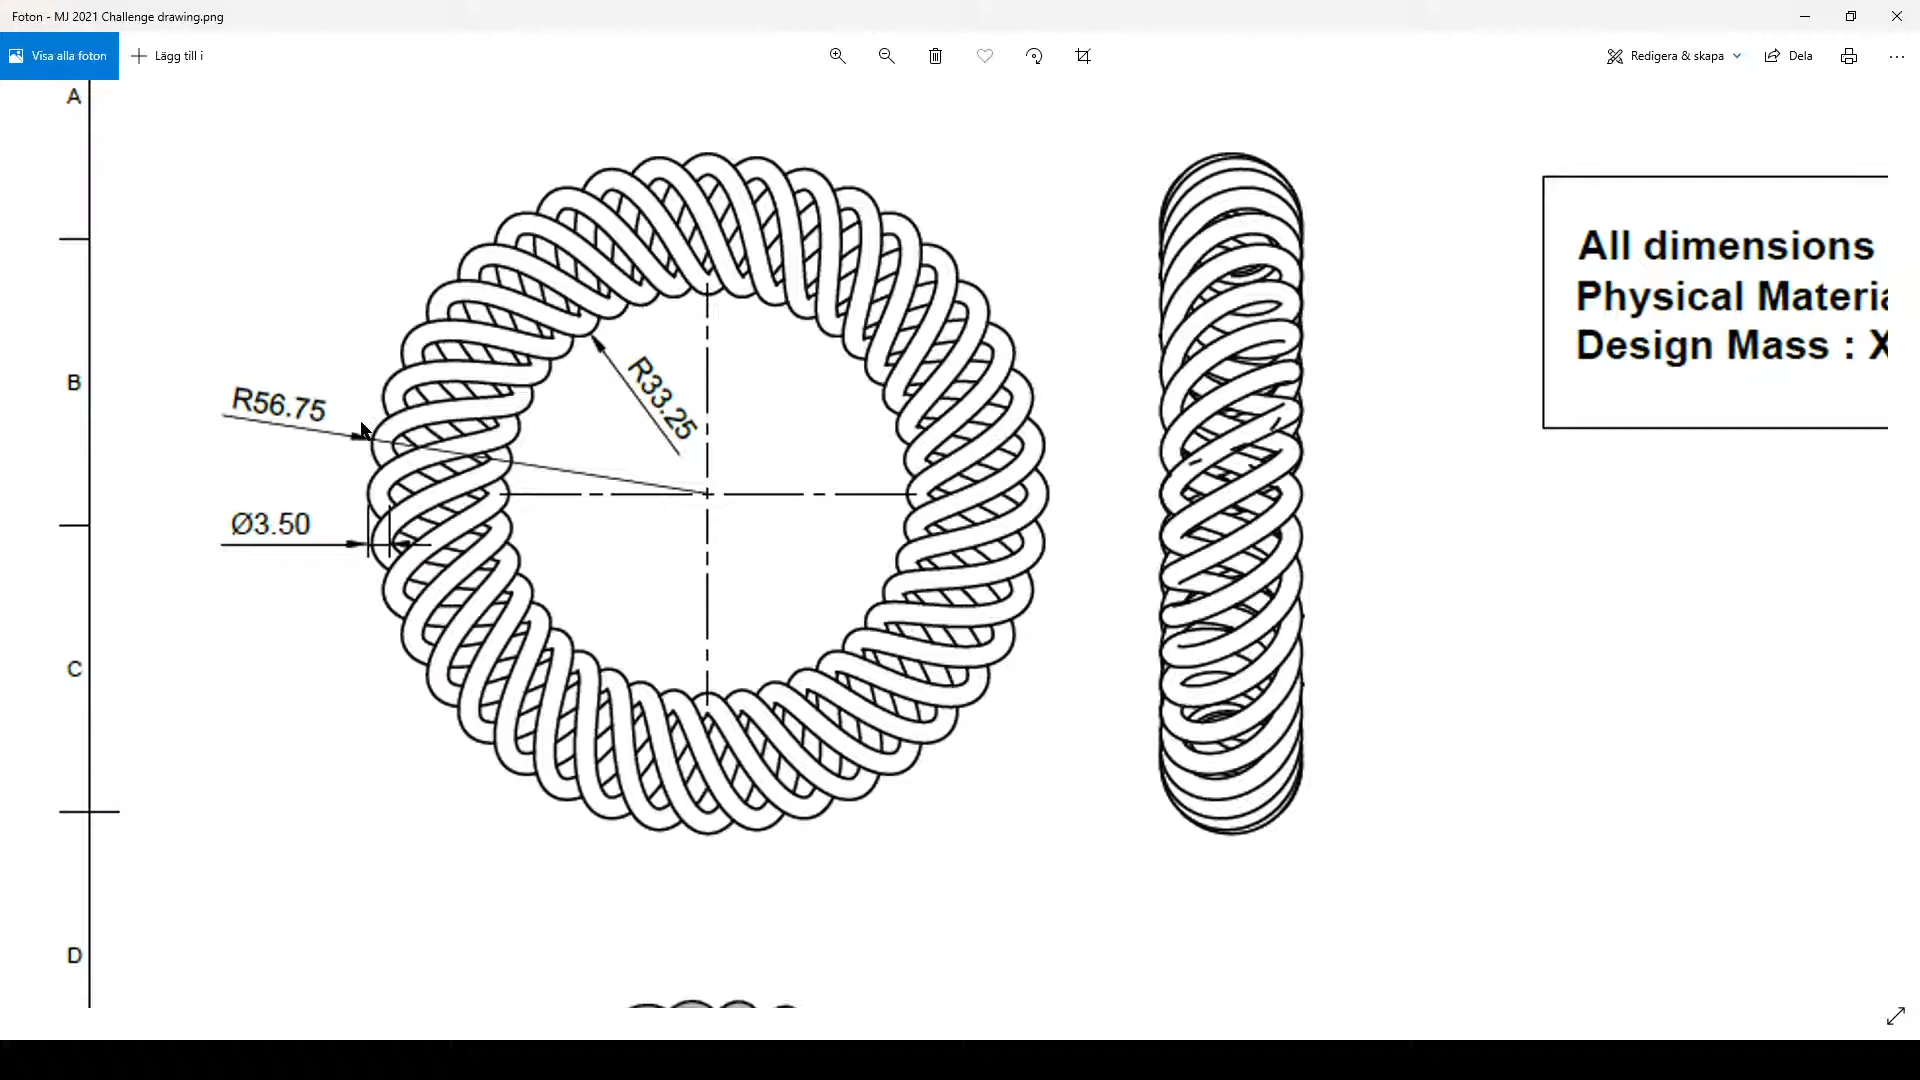 Foton - MJ 2021 Challenge drawing.png
Visa alla foton
Lägg till i
Redigera & skapa
Dela
A
B
C
D
R56.75
R33.25
Ø3.50
All dimensions
Physical
Design Mass : X